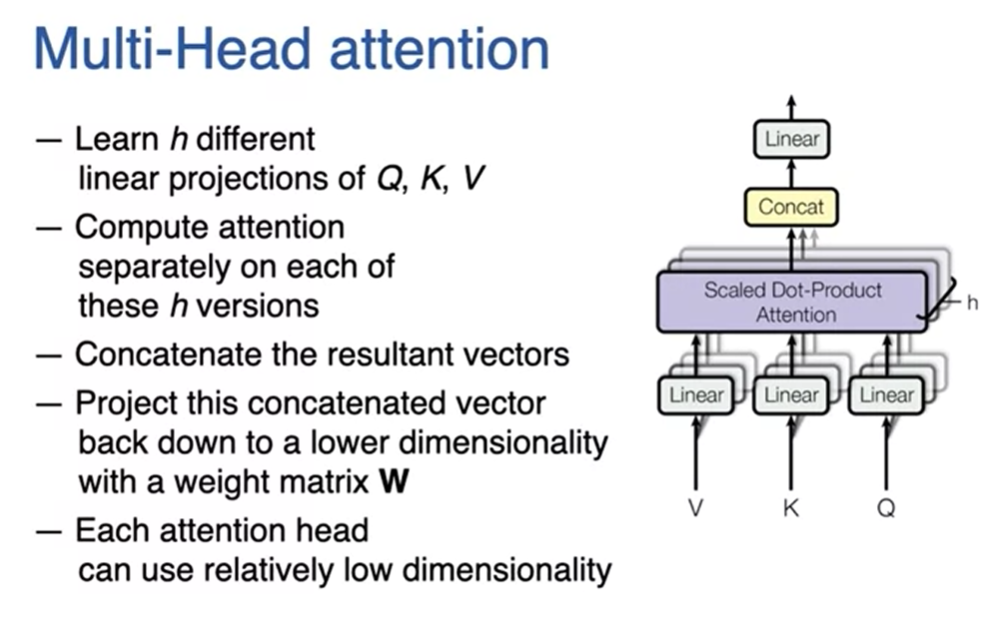 Multi-Head attention
— Learn h different
linear projections of Q, K, V
— Compute attention
separately on each of
these h versions
— Concatenate the resultant vectors
— Project this concatenated vector
back down to a lower dimensionality
with a weight matrix W
— Each attention head
can use relatively low dimensionality
Linear
Concat
Scaled Dot-Product
Attention
h
Linear Linear Linear
V K Q